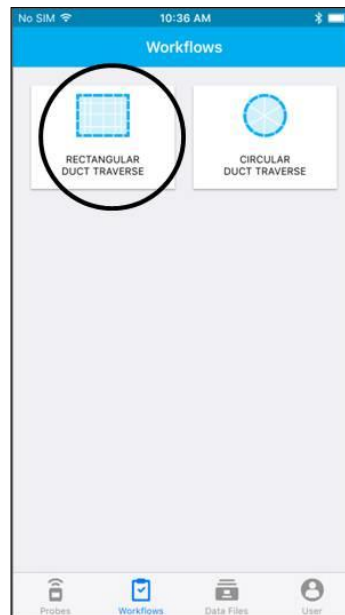 No SIM 10:36 AM
Workflows
RECTANGULAR
DUCT TRAVERSE
CIRCULAR
DUCT TRAVERSE
Probes Workflows Data Files User